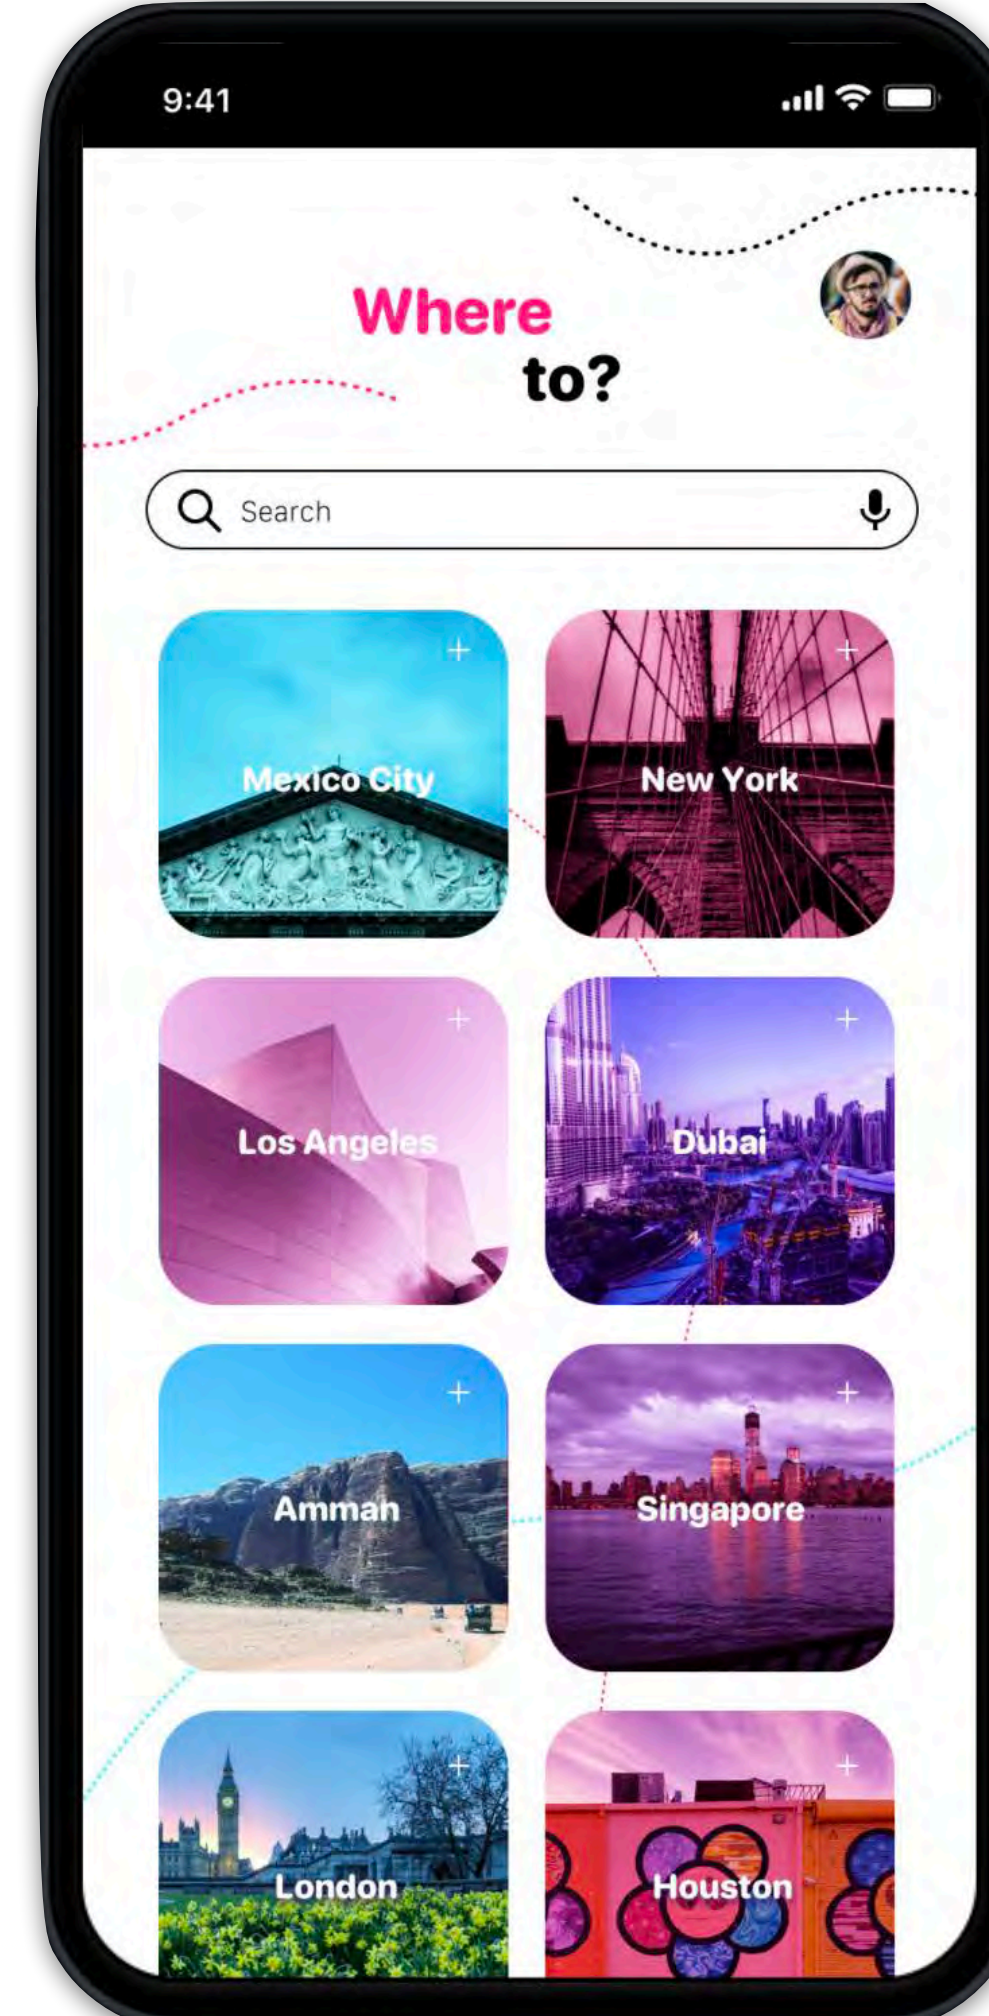 9:41
Where
to?
Search
Mexico City
New York
Los Angeles
Dubai
Amman
Singapore
London
Houston